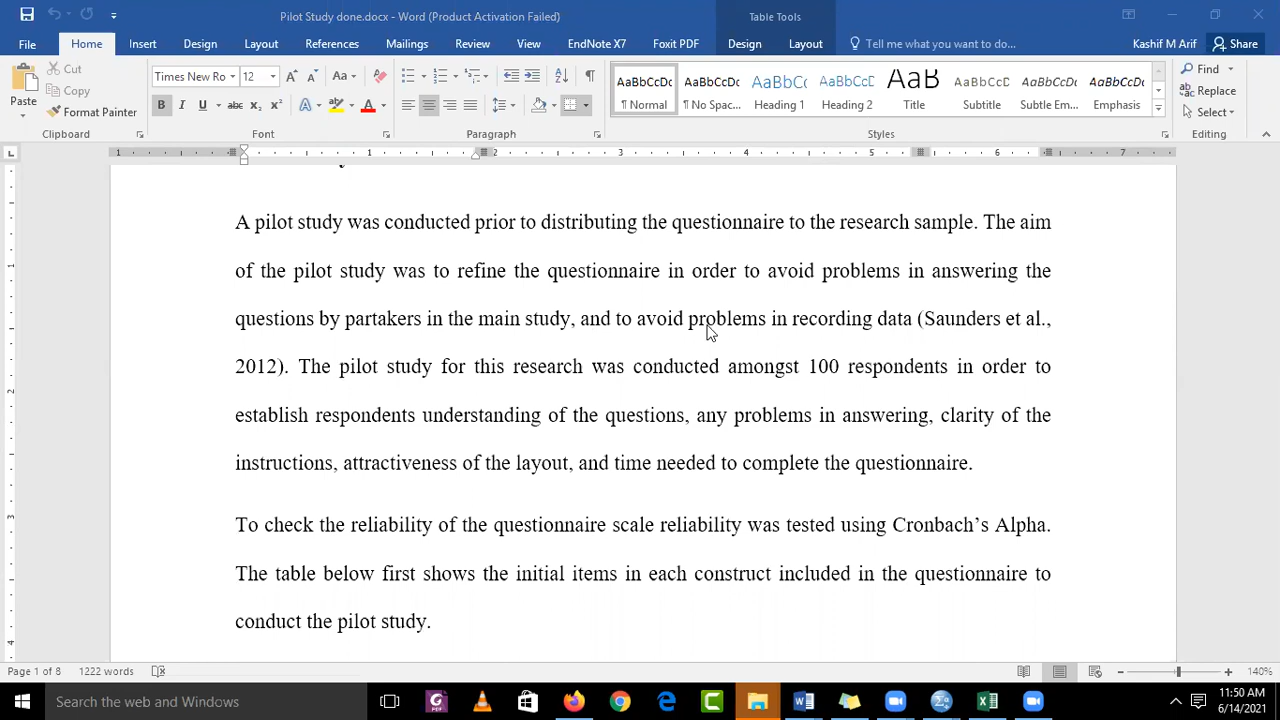 Pilot Study done.docx - Word (Product Activation Failed)
Table Tools
File Home Insert Design Layout References Mailings Review View EndNote X7 Foxit PDF Design Layout Tell me what you want to do... Kashif M Arif Share
Paste Cut Copy Format Painter
Times New Ro 12 Aa
AaBbCcDc AaBbCcDc AaBbC AaBbCcC AaB AaBbCcD AaBbCcDc AaBbCcDc
¶ Normal ¶ No Spac... Heading 1 Heading 2 Title Subtitle Subtle Em... Emphasis
Find Replace Select
Clipboard Font Paragraph Styles Editing
1 1 2 3 4 5 6 7
A pilot study was conducted prior to distributing the questionnaire to the research sample. The aim
of the pilot study was to refine the questionnaire in order to avoid problems in answering the
questions by partakers in the main study, and to avoid problems in recording data (Saunders et al.,
2012). The pilot study for this research was conducted amongst 100 respondents in order to
establish respondents understanding of the questions, any problems in answering, clarity of the
instructions, attractiveness of the layout, and time needed to complete the questionnaire.
To check the reliability of the questionnaire scale reliability was tested using Cronbach’s Alpha.
The table below first shows the initial items in each construct included in the questionnaire to
conduct the pilot study.
Page 1 of 8 1222 words 140%
Search the web and Windows
11:50 AM
6/14/2021